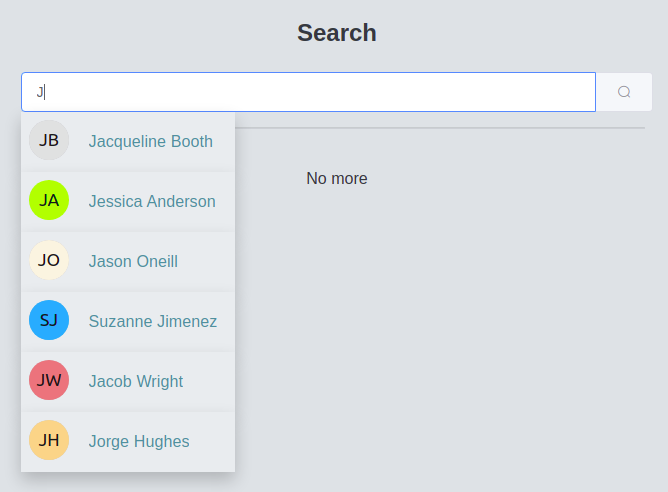 Search
J
JB Jacqueline Booth
No more
JA Jessica Anderson
JO Jason Oneill
SJ Suzanne Jimenez
JW Jacob Wright
JH Jorge Hughes